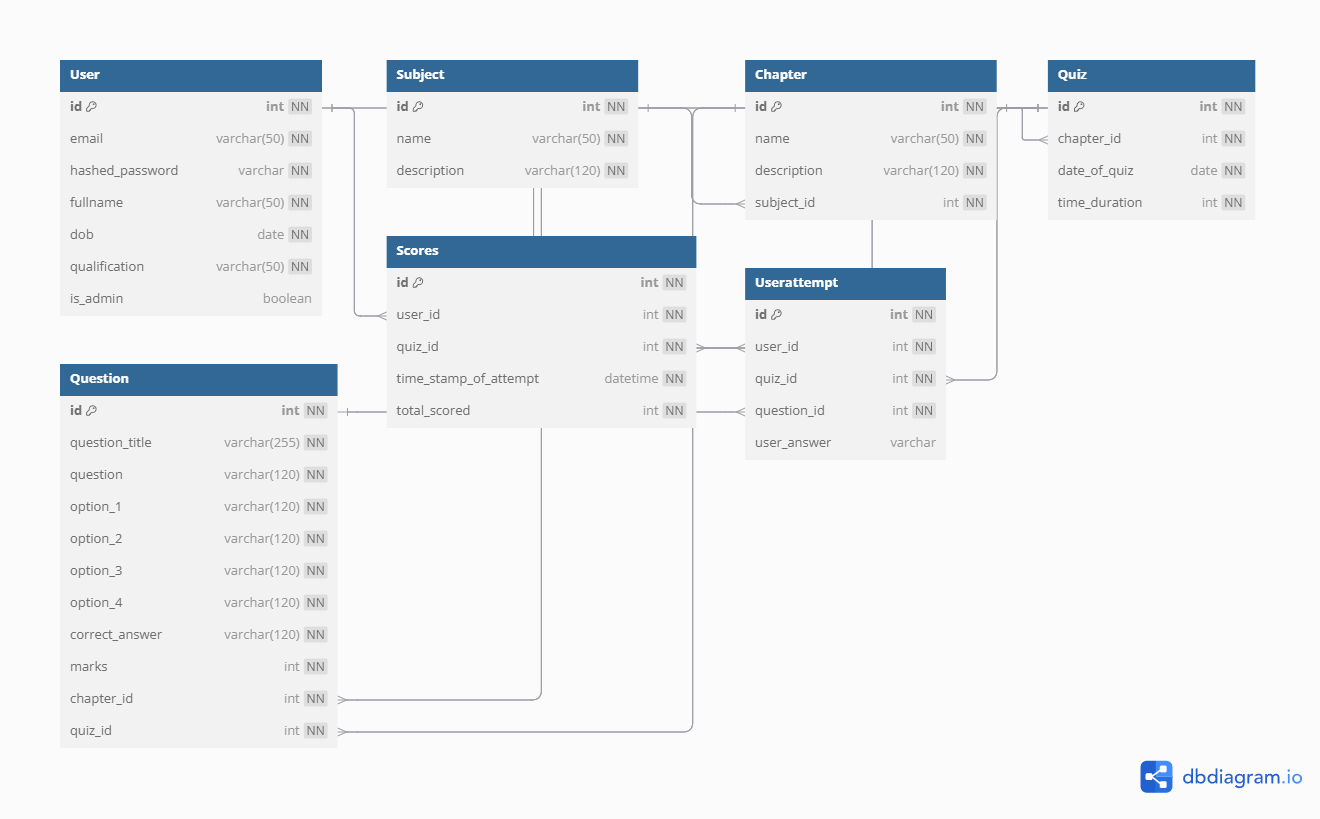 User
id int NN
email varchar(50) NN
hashed_password varchar NN
fullname varchar(50) NN
dob date NN
qualification varchar(50) NN
is_admin boolean
Subject
id int NN
name varchar(50) NN
description varchar(120) NN
Chapter
id int NN
name varchar(50) NN
description varchar(120) NN
subject_id int NN
Quiz
id int NN
chapter_id int NN
date_of_quiz date NN
time_duration int NN
Scores
id int NN
user_id int NN
quiz_id int NN
time_stamp_of_attempt datetime NN
total_scored int NN
Userattempt
id int NN
user_id int NN
quiz_id int NN
question_id int NN
user_answer varchar
Question
id int NN
question_title varchar(255) NN
question varchar(120) NN
option_1 varchar(120) NN
option_2 varchar(120) NN
option_3 varchar(120) NN
option_4 varchar(120) NN
correct_answer varchar(120) NN
marks int NN
chapter_id int NN
quiz_id int NN
dbdiagram.io